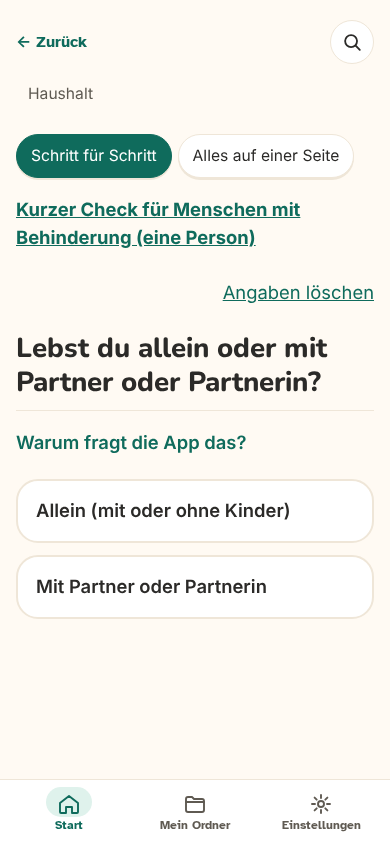 ← Zurück
Haushalt
Schritt für Schritt
Alles auf einer Seite
Kurzer Check für Menschen mit
Behinderung (eine Person)
Angaben löschen
Lebst du allein oder mit
Partner oder Partnerin?
Warum fragt die App das?
Allein (mit oder ohne Kinder)
Mit Partner oder Partnerin
Start
Mein Ordner
Einstellungen